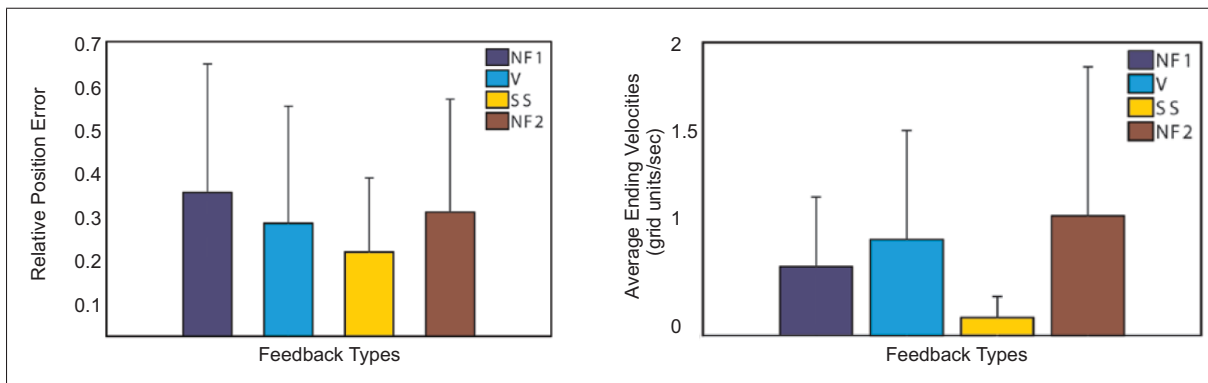 Relative Position Error
0.7
0.6
0.5
0.4
0.3
0.2
0.1
NF1
V
SS
NF2
Feedback Types
Average Ending Velocities
(grid units/sec)
2
1.5
1
0
NF1
V
SS
NF2
Feedback Types